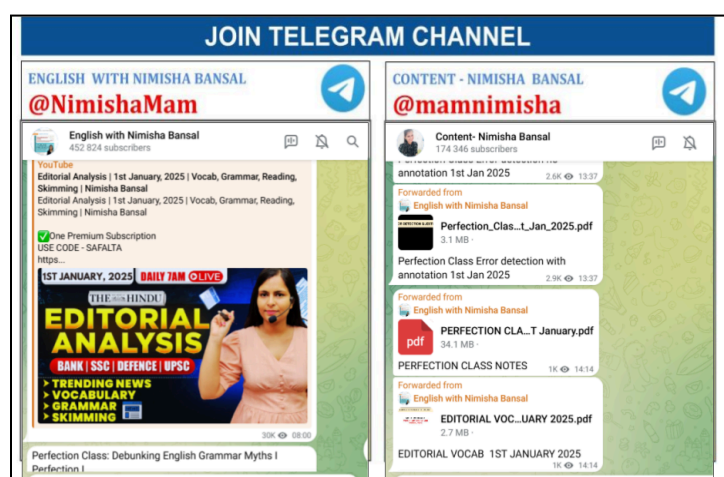 JOIN TELEGRAM CHANNEL
ENGLISH WITH NIMISHA BANSAL
@NimishaMam
English with Nimisha Bansal
452 824 subscribers
YouTube
Editorial Analysis | 1st January, 2025 | Vocab, Grammar, Reading,
Skimming | Nimisha Bansal
Editorial Analysis | 1st January, 2025 | Vocab, Grammar, Reading,
Skimming | Nimisha Bansal
One Premium Subscription
USE CODE - SAFALTA
https...
1ST JANUARY, 2025 DAILY 7AM LIVE
THE HINDU
EDITORIAL
ANALYSIS
BANK | SSC | DEFENCE | UPSC
TRENDING NEWS
VOCABULARY
GRAMMAR
SKIMMING
30K 08:00
Perfection Class: Debunking English Grammar Myths I
Perfection I
CONTENT - NIMISHA BANSAL
@mamnimisha
Content- Nimisha Bansal
174 346 subscribers
Perfection Class Error detection no
annotation 1st Jan 2025
2.6K 13:37
Forwarded from
English with Nimisha Bansal
Perfection_Clas...t_Jan_2025.pdf
3.1 MB
Perfection Class Error detection with
annotation 1st Jan 2025
2.9K 13:37
Forwarded from
English with Nimisha Bansal
pdf
PERFECTION CLA...T January.pdf
34.1 MB
PERFECTION CLASS NOTES
1K 14:14
Forwarded from
English with Nimisha Bansal
EDITORIAL VOC...UARY 2025.pdf
2.7 MB
EDITORIAL VOCAB 1ST JANUARY 2025
1K 14:14